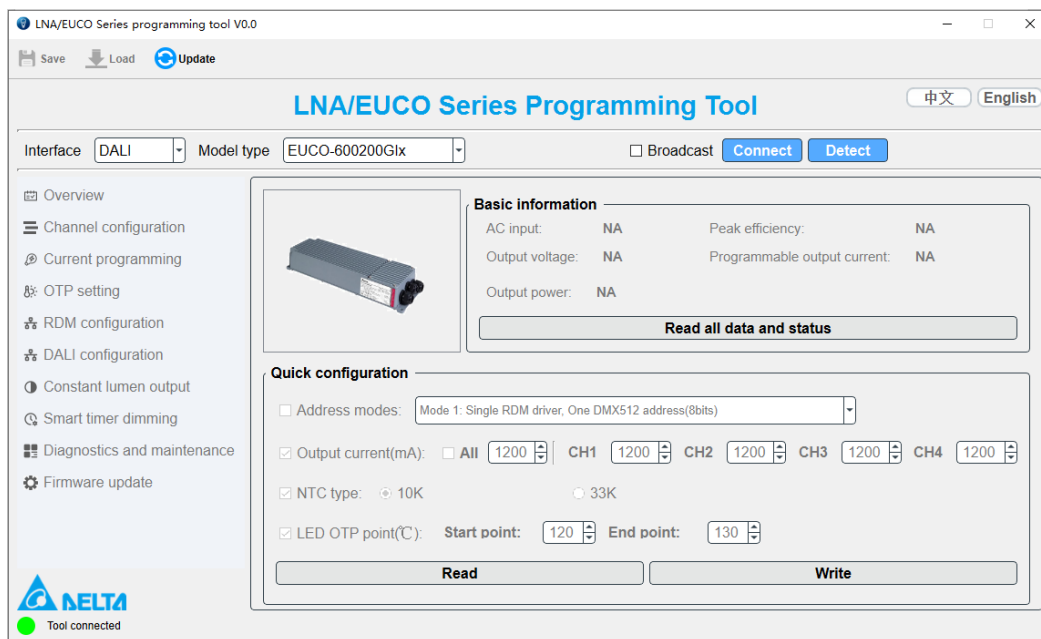 LNA/EUCO Series programming tool V0.0
Save Load Update
LNA/EUCO Series Programming Tool
中文 English
Interface DALI Model type EUCO-600200GIx Broadcast Connect Detect
Overview
Channel configuration
Current programming
OTP setting
RDM configuration
DALI configuration
Constant lumen output
Smart timer dimming
Diagnostics and maintenance
Firmware update
Basic information
AC input: NA Peak efficiency: NA
Output voltage: NA Programmable output current: NA
Output power: NA
Read all data and status
Quick configuration
Address modes: Mode 1: Single RDM driver, One DMX512 address(8bits)
Output current(mA): All 1200 CH1 1200 CH2 1200 CH3 1200 CH4 1200
NTC type: 10K 33K
LED OTP point(℃): Start point: 120 End point: 130
Read Write
DELTA
Tool connected